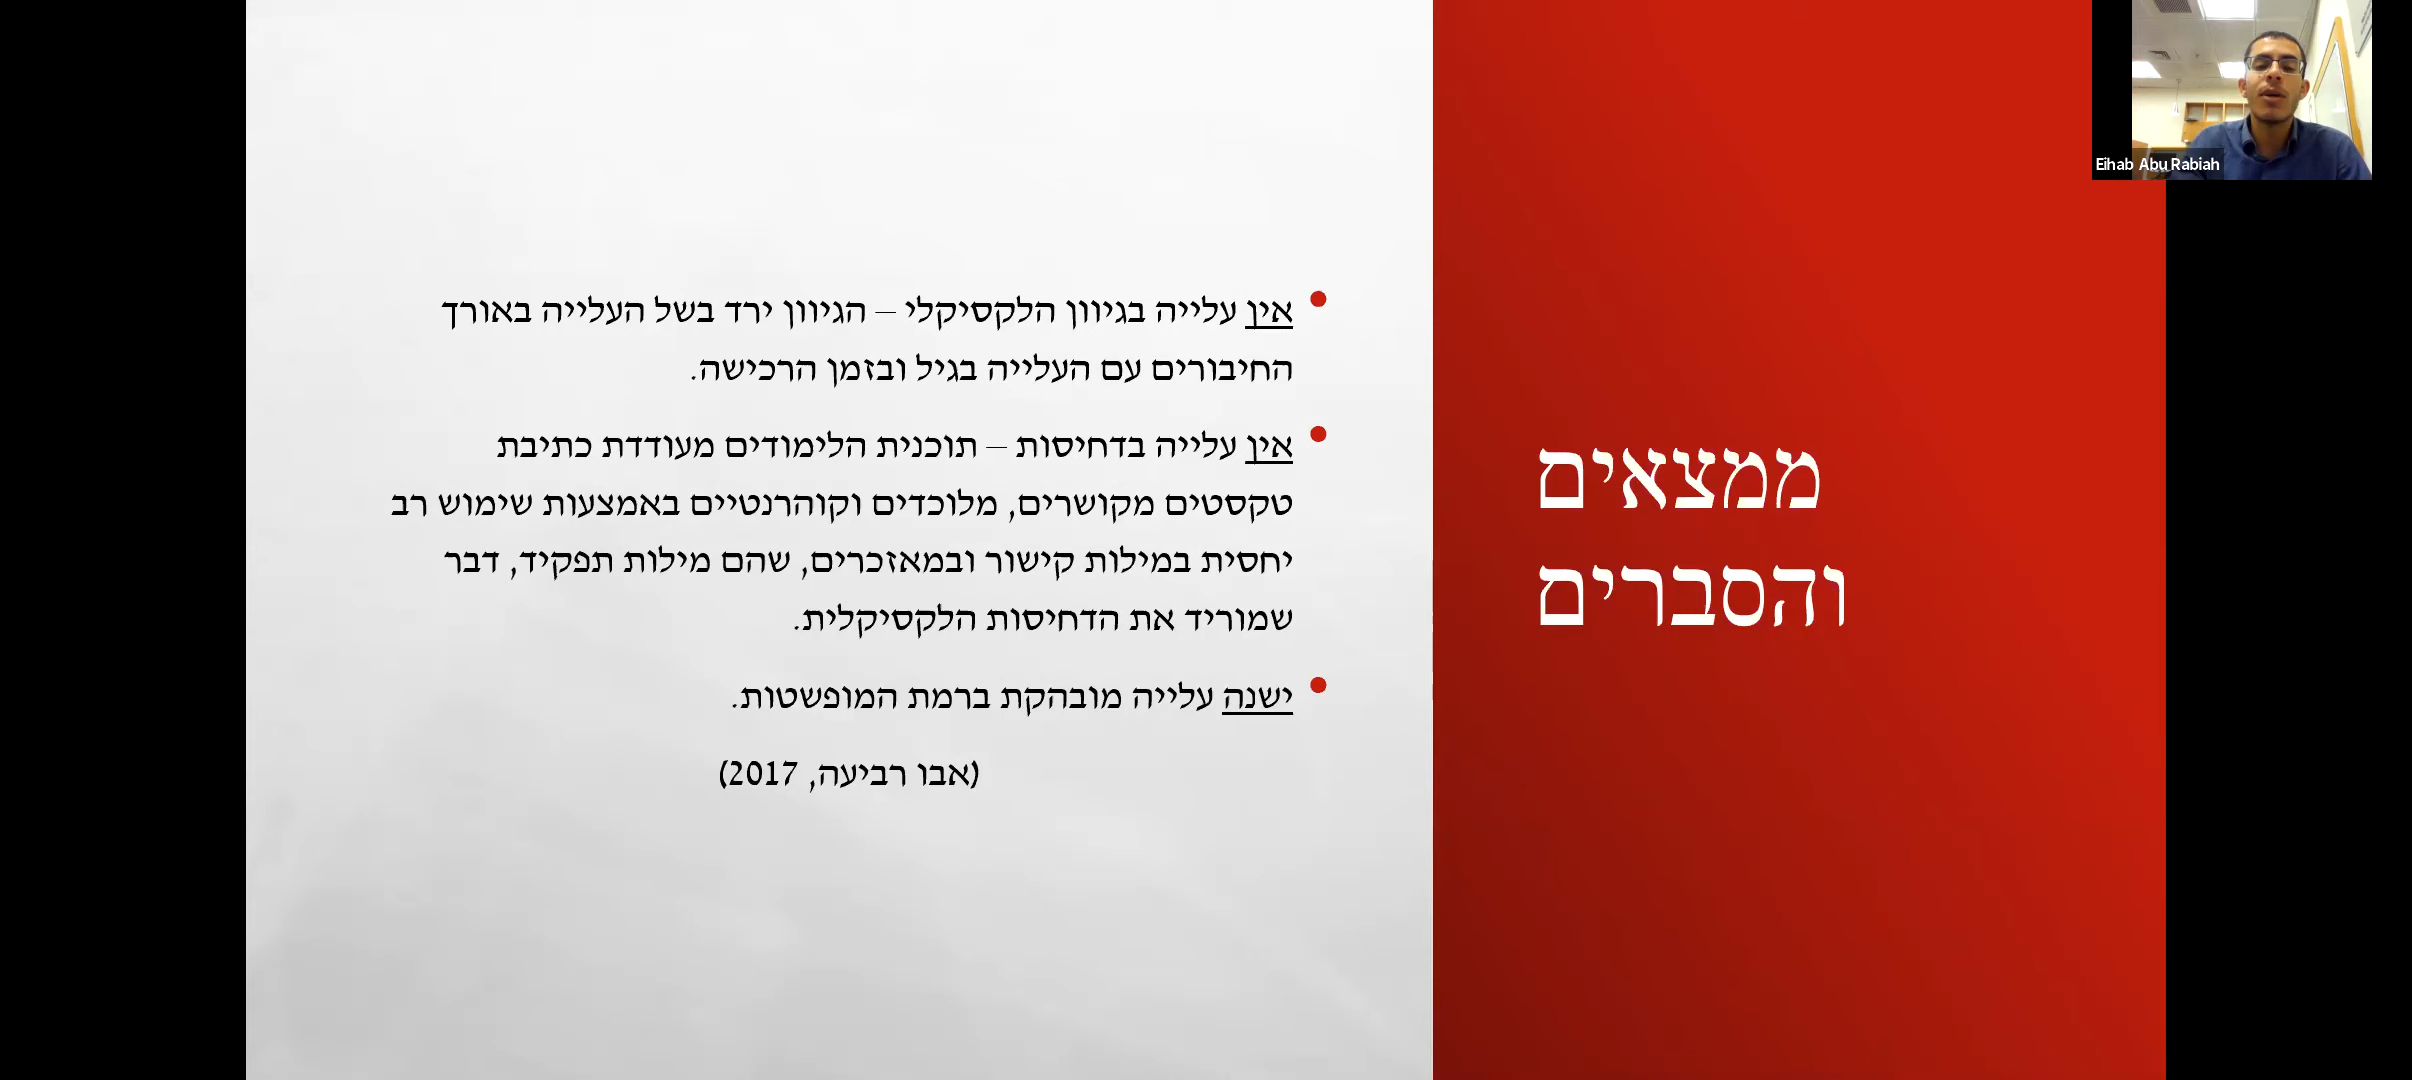 ממצאים
והסברים
אין עלייה בגיוון הלקסיקלי – הגיוון ירד בשל העלייה באורך
החיבורים עם העלייה בגיל ובזמן הרכישה.
אין עלייה בדחיסות – תוכנית הלימודים מעודדת כתיבת
טקסטים מקושרים, מלוכדים וקוהרנטיים באמצעות שימוש רב
יחסית במילות קישור ובמאזכרים, שהם מילות תפקיד, דבר
שמוריד את הדחיסות הלקסיקלית.
ישנה עלייה מובהקת ברמת המופשטות.
(אבו רביעה, 2017)
Eihab Abu Rabiah